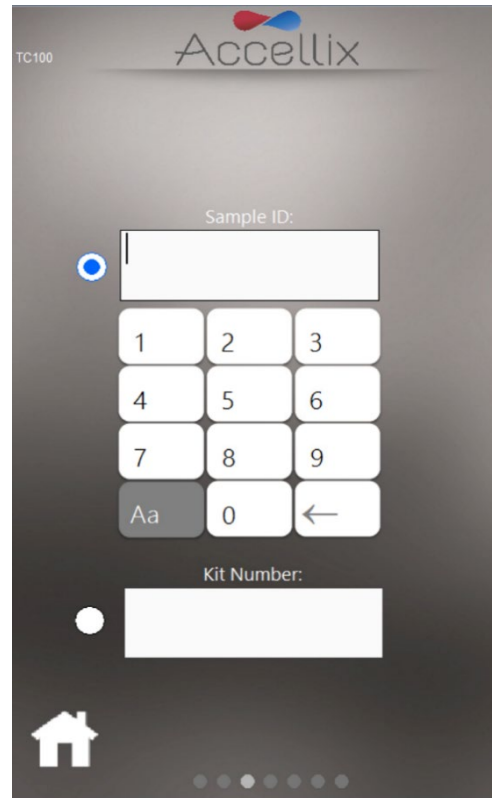 TC100
Accellix
Sample ID:
1 2 3
4 5 6
7 8 9
Aa 0 ←
Kit Number: